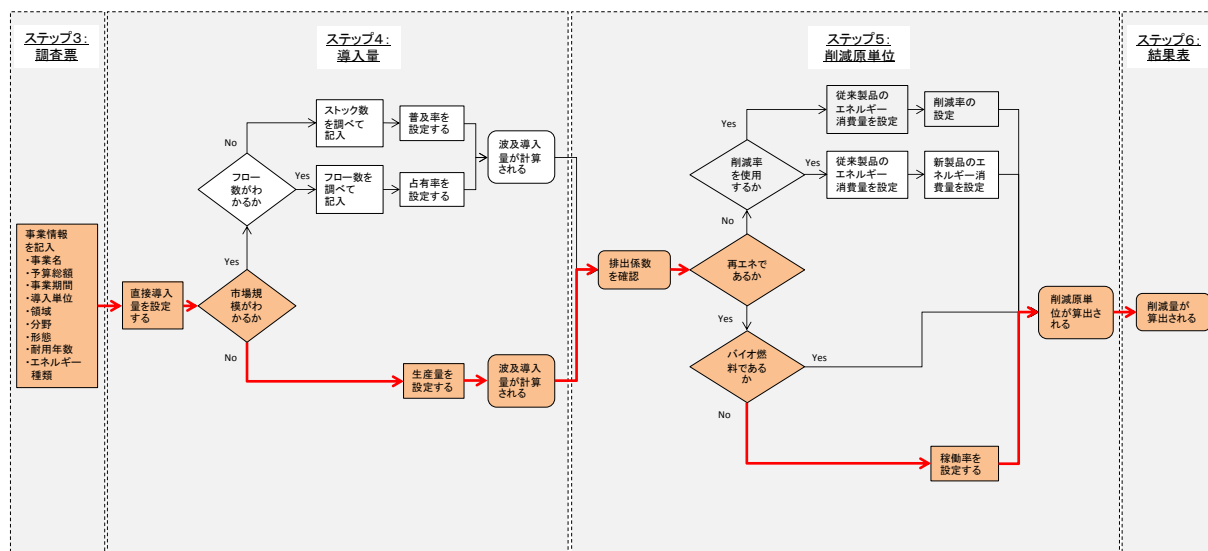 ステップ3:
調査票
ステップ4:
導入量
ステップ5:
削減原単位
ステップ6:
結果表
事業情報
を記入
・事業名
・予算総額
・事業期間
・導入単位
・領域
・分野
・形態
・耐用年数
・エネルギー
種類
直接導入
量を設定
する
市場規
模がわ
かるか
Yes
No
フロー
数がわ
かるか
No
Yes
ストック数
を調べて
記入
普及率を
設定する
フロー数を
調べて
記入
占有率を
設定する
波及導入
量が計算
される
生産量を
設定する
波及導入
量が計算
される
排出係数
を確認
再エネで
あるか
No
Yes
削減率
を使用
するか
Yes
Yes
従来製品の
エネルギー
消費量を設定
削減率の
設定
従来製品の
エネルギー
消費量を設定
新製品のエ
ネルギー消
費量を設定
バイオ燃
料である
か
Yes
No
稼働率を
設定する
削減原単
位が算出さ
れる
削減量が
算出される